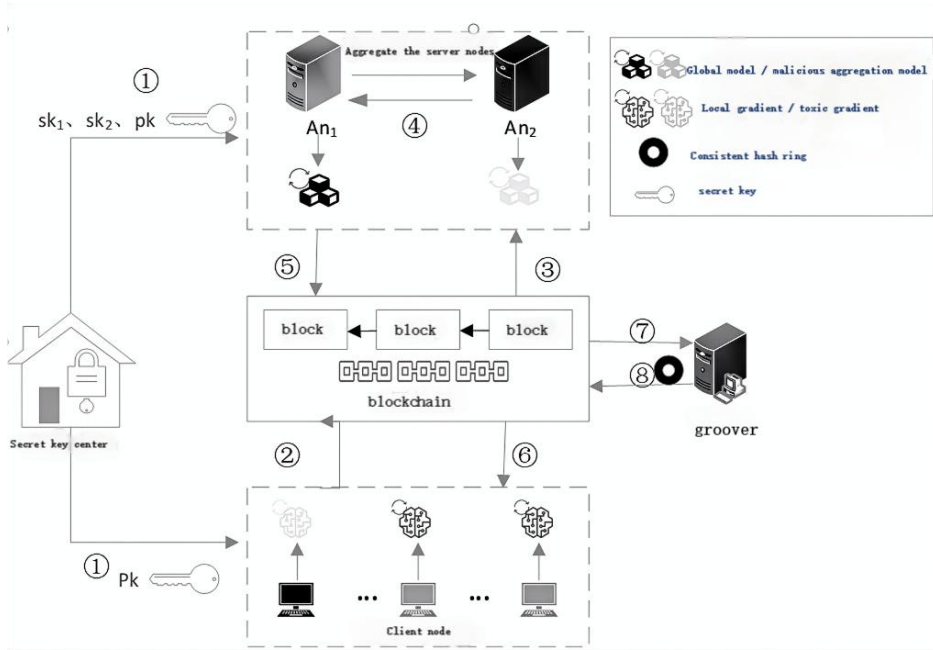 Aggregate the server nodes
①
sk₁、sk₂、pk
An₁
④
An₂
Global model / malicious aggregation model
Local gradient / toxic gradient
Consistent hash ring
secret key
⑤
③
block
block
block
blockchain
⑦
⑧
groover
Secret key center
②
⑥
①
Pk
...
...
Client node